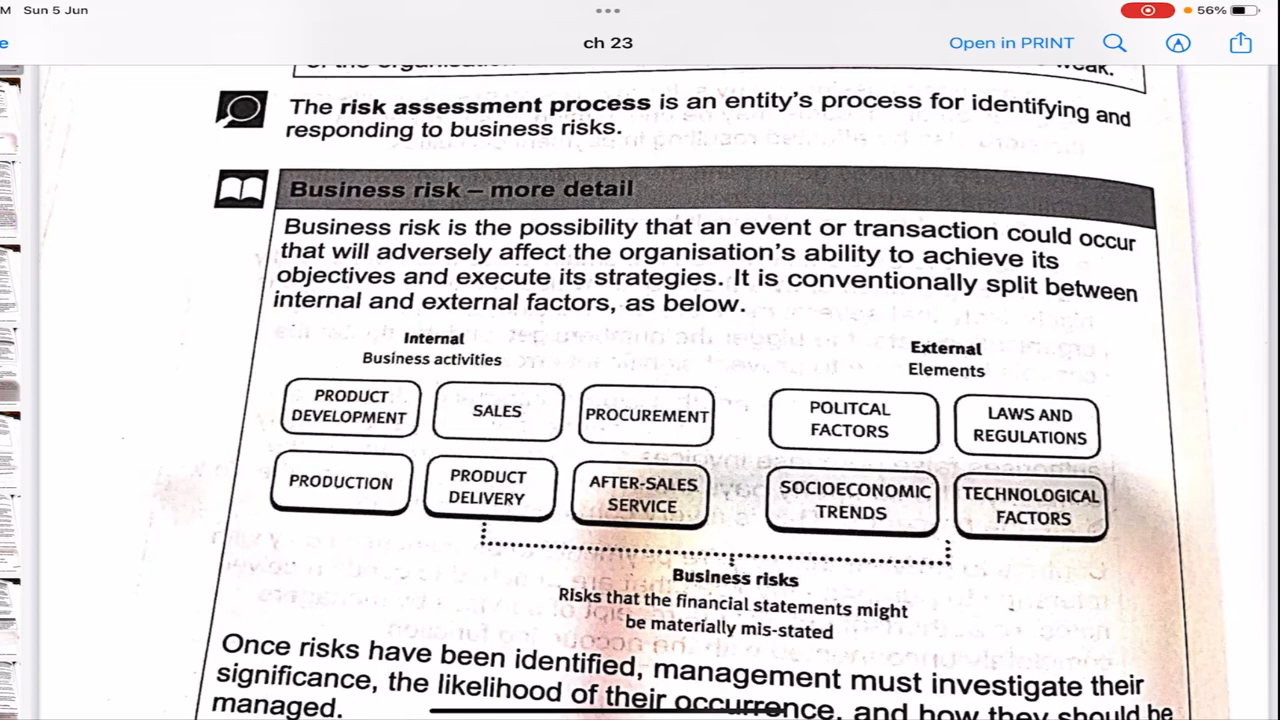 M Sun 5 Jun
56%
e
ch 23
Open in PRINT
weak.
The risk assessment process is an entity's process for identifying and
responding to business risks.
Business risk – more detail
Business risk is the possibility that an event or transaction could occur
that will adversely affect the organisation's ability to achieve its
objectives and execute its strategies. It is conventionally split between
internal and external factors, as below.
Internal
Business activities
External
Elements
PRODUCT
DEVELOPMENT
SALES
PROCUREMENT
POLITCAL
FACTORS
LAWS AND
REGULATIONS
PRODUCTION
PRODUCT
DELIVERY
AFTER-SALES
SERVICE
SOCIOECONOMIC
TRENDS
TECHNOLOGICAL
FACTORS
Business risks
Risks that the financial statements might
be materially mis-stated
Once risks have been identified, management must investigate their
significance, the likelihood of their occurrence, and how they should be
managed.